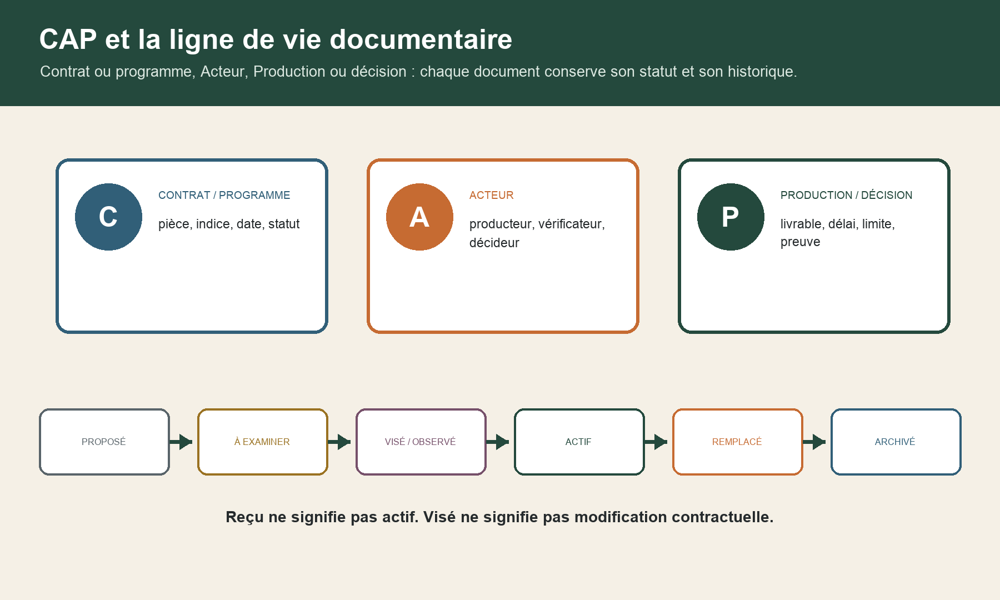 CAP et la ligne de vie documentaire
Contrat ou programme, Acteur, Production ou décision : chaque document conserve son statut et son historique.
C
CONTRAT / PROGRAMME
pièce, indice, date, statut
A
ACTEUR
producteur, vérificateur,
décideur
P
PRODUCTION / DÉCISION
livrable, délai, limite,
preuve
PROPOSÉ
À EXAMINER
VISÉ / OBSERVÉ
ACTIF
REMPLACÉ
ARCHIVÉ
Reçu ne signifie pas actif. Visé ne signifie pas modification contractuelle.